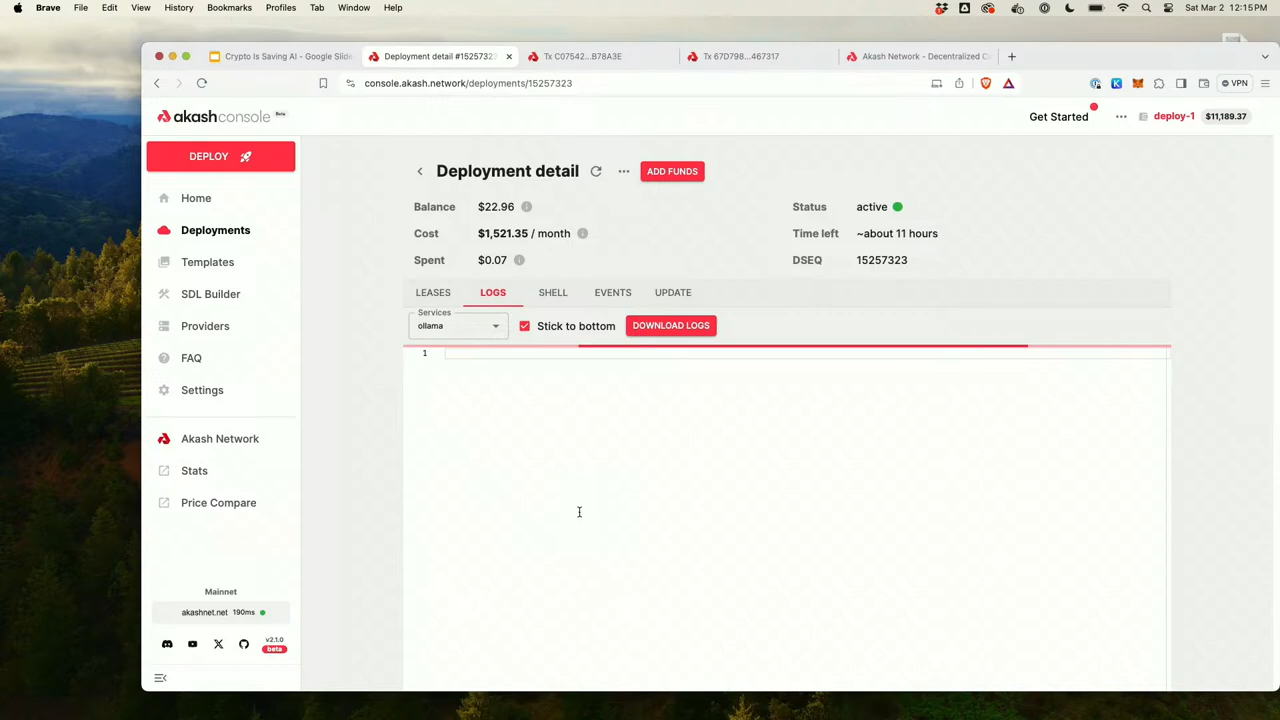 Brave File Edit View History Bookmarks Profiles Tab Window Help Sat Mar 2 12:15 PM
Crypto Is Saving AI - Google Slide Deployment detail #15257323 Tx C07542...B78A3E Tx 67D798...467317 Akash Network - Decentralized C
console.akash.network/deployments/15257323 VPN
akashconsole Beta Get Started deploy-1 $11,189.37
DEPLOY
Home
Deployments
Templates
SDL Builder
Providers
FAQ
Settings
Akash Network
Stats
Price Compare
Mainnet
akashnet.net 190ms
v2.1.0
beta
Deployment detail ADD FUNDS
Balance $22.96 Status active
Cost $1,521.35 / month Time left ~about 11 hours
Spent $0.07 DSEQ 15257323
LEASES LOGS SHELL EVENTS UPDATE
Services
ollama Stick to bottom DOWNLOAD LOGS
1